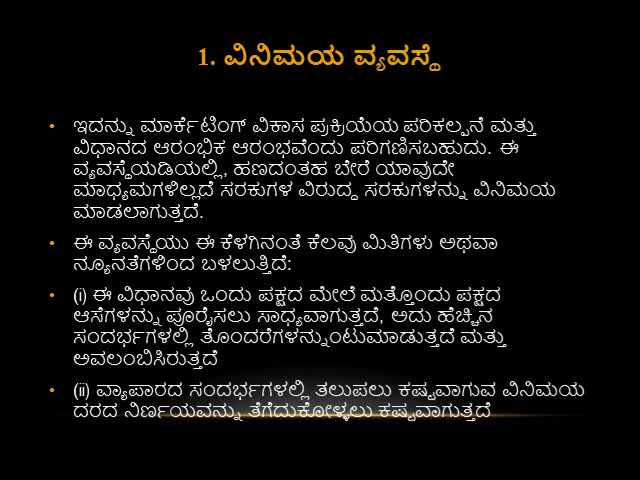 1. ವಿನಿಮಯ ವ್ಯವಸ್ಥೆ
• ಇದನ್ನು ಮಾರ್ಕೆಟಿಂಗ್ ವಿಕಾಸ ಪ್ರಕ್ರಿಯೆಯ ಪರಿಕಲ್ಪನೆ ಮತ್ತು
ವಿಧಾನದ ಆರಂಭಿಕ ಆರಂಭವೆಂದು ಪರಿಗಣಿಸಬಹುದು. ಈ
ವ್ಯವಸ್ಥೆಯಡಿಯಲ್ಲಿ, ಹಣದಂತಹ ಬೇರೆ ಯಾವುದೇ
ಮಾಧ್ಯಮಗಳಿಲ್ಲದೆ ಸರಕುಗಳ ವಿರುದ್ಧ ಸರಕುಗಳನ್ನು ವಿನಿಮಯ
ಮಾಡಲಾಗುತ್ತದೆ.
• ಈ ವ್ಯವಸ್ಥೆಯು ಈ ಕೆಳಗಿನಂತೆ ಕೆಲವು ಮಿತಿಗಳು ಅಥವಾ
ನ್ಯೂನತೆಗಳಿಂದ ಬಳಲುತ್ತಿದೆ:
• (i) ಈ ವಿಧಾನವು ಒಂದು ಪಕ್ಷದ ಮೇಲೆ ಮತ್ತೊಂದು ಪಕ್ಷದ
ಆಸೆಗಳನ್ನು ಪೂರೈಸಲು ಸಾಧ್ಯವಾಗುತ್ತದೆ, ಅದು ಹೆಚ್ಚಿನ
ಸಂದರ್ಭಗಳಲ್ಲಿ ತೊಂದರೆಗಳನ್ನುಂಟುಮಾಡುತ್ತದೆ ಮತ್ತು
ಅವಲಂಬಿಸಿರುತ್ತದೆ
• (ii) ವ್ಯಾಪಾರದ ಸಂದರ್ಭಗಳಲ್ಲಿ ತಲುಪಲು ಕಷ್ಟವಾಗುವ ವಿನಿಮಯ
ದರದ ನಿರ್ಣಯವನ್ನು ತೆಗೆದುಕೋಳ್ಳಲು ಕಷ್ಟವಾಗುತ್ತದೆ